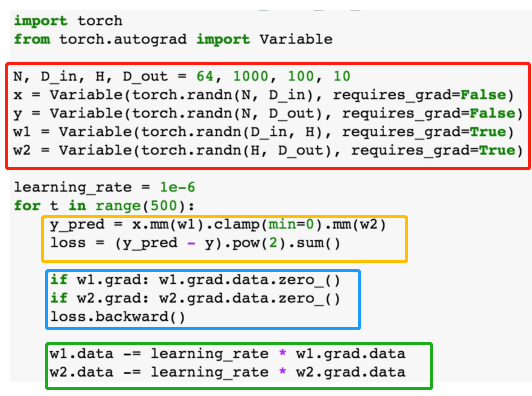 import torch
from torch.autograd import Variable
N, D_in, H, D_out = 64, 1000, 100, 10
x = Variable(torch.randn(N, D_in), requires_grad=False)
y = Variable(torch.randn(N, D_out), requires_grad=False)
w1 = Variable(torch.randn(D_in, H), requires_grad=True)
w2 = Variable(torch.randn(H, D_out), requires_grad=True)
learning_rate = 1e-6
for t in range(500):
y_pred = x.mm(w1).clamp(min=0).mm(w2)
loss = (y_pred - y).pow(2).sum()
if w1.grad: w1.grad.data.zero_()
if w2.grad: w2.grad.data.zero_()
loss.backward()
w1.data -= learning_rate * w1.grad.data
w2.data -= learning_rate * w2.grad.data